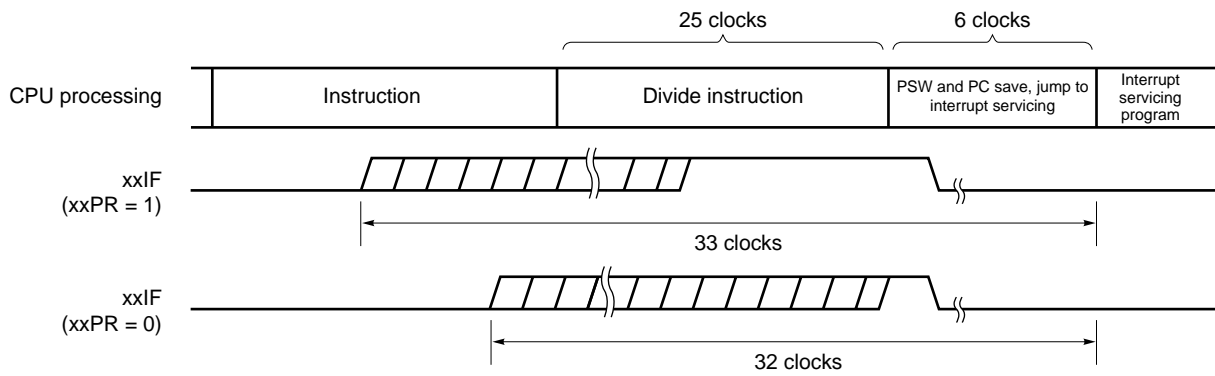 25 clocks
6 clocks
CPU processing
Instruction
Divide instruction
PSW and PC save, jump to
interrupt servicing
Interrupt
servicing
program
xxIF
(xxPR = 1)
33 clocks
xxIF
(xxPR = 0)
32 clocks